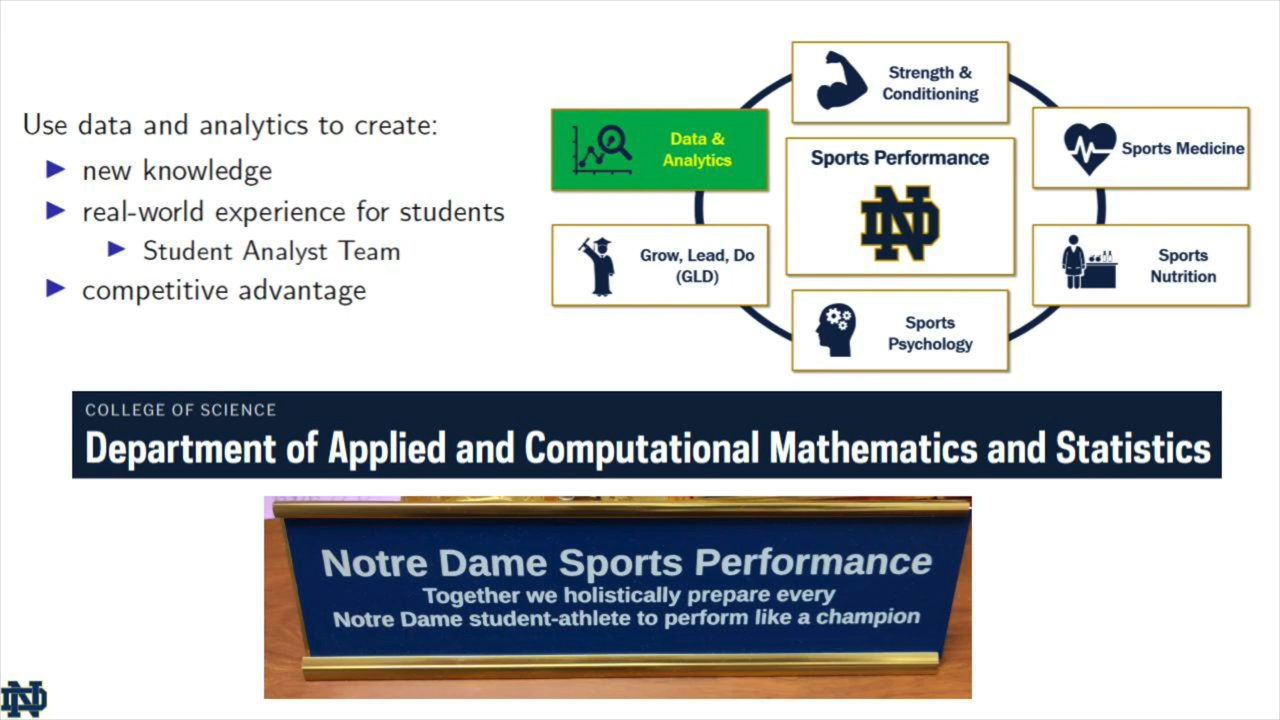 Use data and analytics to create:
new knowledge
real-world experience for students
Student Analyst Team
competitive advantage
Strength &
Conditioning
Data &
Analytics
Sports Performance
ND
Sports Medicine
Grow, Lead, Do
(GLD)
Sports
Nutrition
Sports
Psychology
COLLEGE OF SCIENCE
Department of Applied and Computational Mathematics and Statistics
Notre Dame Sports Performance
Together we holistically prepare every
Notre Dame student-athlete to perform like a champion
ND